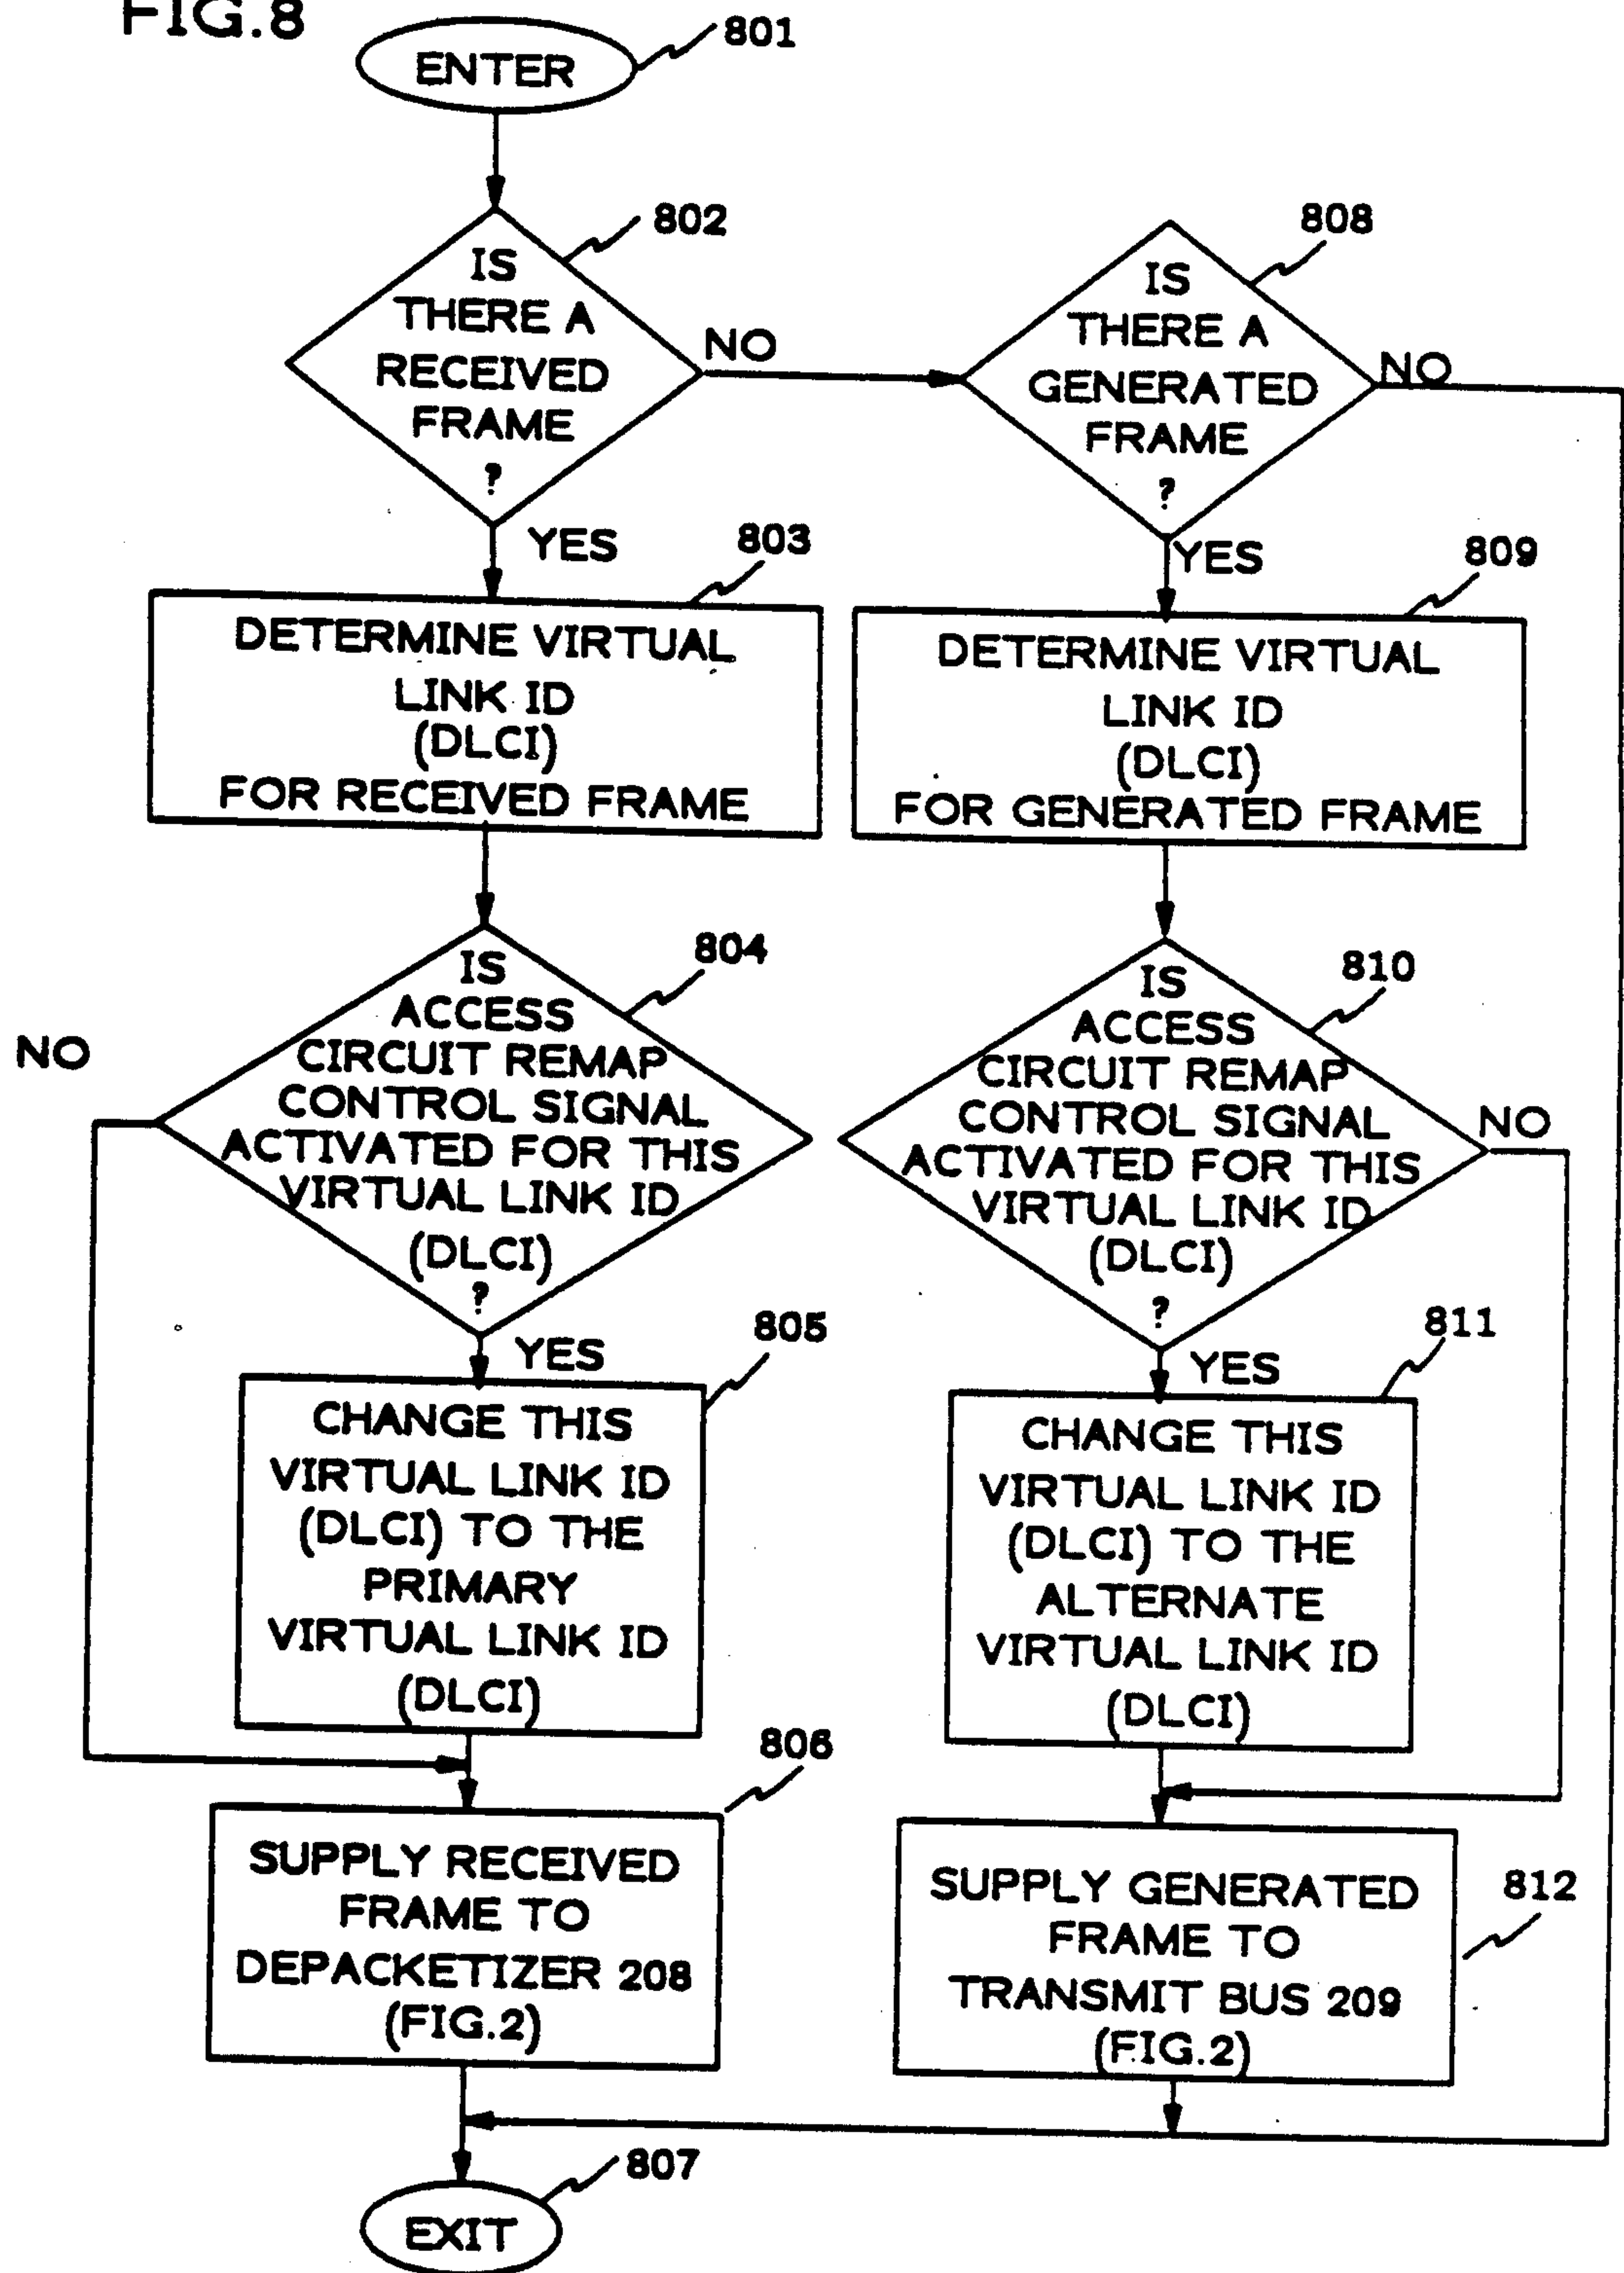 FIG.8
ENTER
801
IS
THERE A
RECEIVED
FRAME
?
802
NO
YES
DETERMINE VIRTUAL
LINK ID
(DLCI)
FOR RECEIVED FRAME
803
IS
ACCESS
CIRCUIT REMAP
CONTROL SIGNAL
ACTIVATED FOR THIS
VIRTUAL LINK ID
(DLCI)
?
804
NO
YES
CHANGE THIS
VIRTUAL LINK ID
(DLCI) TO THE
PRIMARY
VIRTUAL LINK ID
(DLCI)
805
SUPPLY RECEIVED
FRAME TO
DEPACKETIZER 208
(FIG.2)
806
EXIT
807
IS
THERE A
GENERATED
FRAME
?
808
NO
YES
DETERMINE VIRTUAL
LINK ID
(DLCI)
FOR GENERATED FRAME
809
IS
ACCESS
CIRCUIT REMAP
CONTROL SIGNAL
ACTIVATED FOR THIS
VIRTUAL LINK ID
(DLCI)
?
810
NO
YES
CHANGE THIS
VIRTUAL LINK ID
(DLCI) TO THE
ALTERNATE
VIRTUAL LINK ID
(DLCI)
811
SUPPLY GENERATED
FRAME TO
TRANSMIT BUS 209
(FIG.2)
812